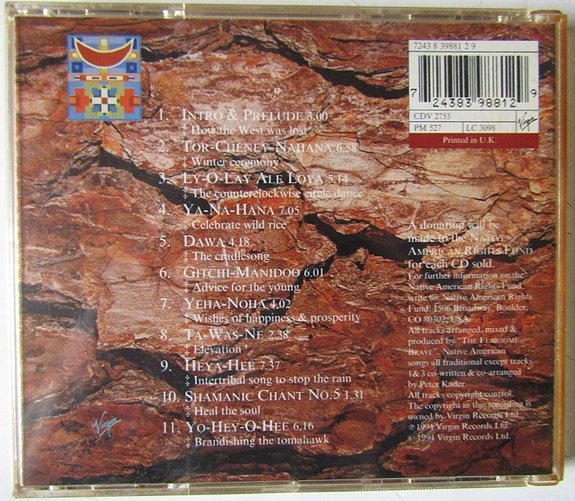 7243 8 39881 2 9
7 24383 98812 9
CDV 2753
PM 527 LC 3098 Virgin
Printed in U.K.
1. INTRO & PRELUDE 3.00
‡ How the West was lost
2. TOR-CHENEY-NAHANA 6.58
‡ Winter ceremony
3. LY-O-LAY ALE LOYA 5.14
‡ The counterclockwise circle dance
4. YA-NA-HANA 7.05
‡ Celebrate wild rice
5. DAWA 4.18
‡ The cradlesong
6. GITCHI-MANIDOO 6.01
‡ Advice for the young
7. YEHA-NOHA 4.02
‡ Wishes of happiness & prosperity
8. TA-WAS-NE 2.38
‡ Elevation
9. HEYA-HEE 7.37
‡ Intertribal song to stop the rain
10. SHAMANIC CHANT NO.5 1.31
‡ Heal the soul
11. YO-HEY-O-HEE 6.16
‡ Brandishing the tomahawk
Virgin
A donation will be
made to the NATIVE
AMERICAN RIGHTS FUND
for each CD sold.
For further information on the
Native American Rights Fund,
write to: Native American Rights
Fund, 1506 Broadway, Boulder,
CO 80302, USA.
All tracks arranged, mixed &
produced by "THE FEARSOME
BRAVE". Native American
songs all traditional except tracks
1 & 3 co-written & co-arranged
by Peter Kader.
All tracks copyright control.
The copyright in this recording is
owned by Virgin Records Ltd.
℗ 1994 Virgin Records Ltd.
© 1994 Virgin Records Ltd.